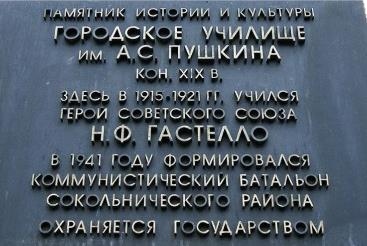 ПАМЯТНИК ИСТОРИИ И КУЛЬТУРЫ
ГОРОДСКОЕ УЧИЛИЩЕ
ИМ. А.С. ПУШКИНА
КОН. XIX В.
ЗДЕСЬ В 1915-1921 ГГ. УЧИЛСЯ
ГЕРОЙ СОВЕТСКОГО СОЮЗА
Н.Ф. ГАСТЕЛЛО
В 1941 ГОДУ ФОРМИРОВАЛСЯ
КОММУНИСТИЧЕСКИЙ БАТАЛЬОН
СОКОЛЬНИЧЕСКОГО РАЙОНА
ОХРАНЯЕТСЯ ГОСУДАРСТВОМ